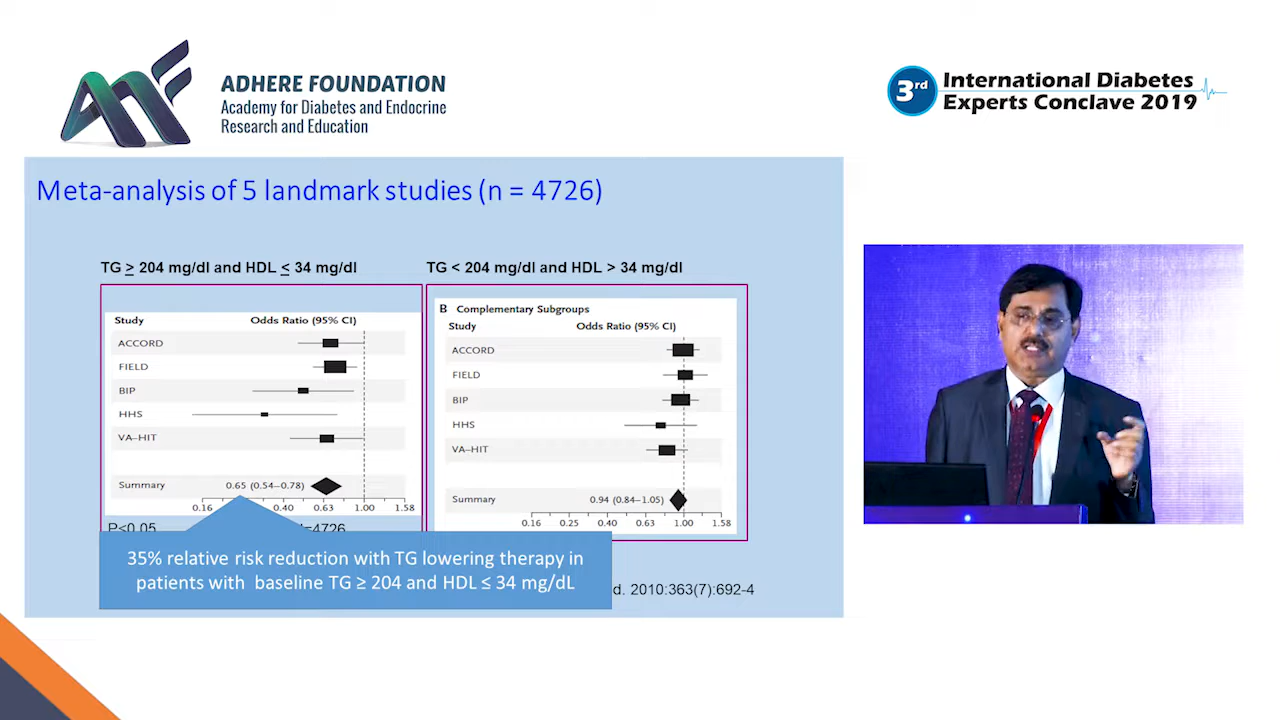 ADHERE FOUNDATION
Academy for Diabetes and Endocrine
Research and Education
3rd
International Diabetes
Experts Conclave 2019
Meta-analysis of 5 landmark studies (n = 4726)
TG ≥ 204 mg/dl and HDL ≤ 34 mg/dl
Study Odds Ratio (95% CI)
ACCORD
FIELD
BIP
HHS
VA–HIT
Summary 0.65 (0.54–0.78)
0.16 0.40 0.63 1.00 1.58
P<0.05 =4726
TG < 204 mg/dl and HDL > 34 mg/dl
B Complementary Subgroups
Study Odds Ratio (95% CI)
ACCORD
FIELD
BIP
HHS
VA–HIT
Summary 0.94 (0.84–1.05)
0.16 0.25 0.40 0.63 1.00 1.58
35% relative risk reduction with TG lowering therapy in
patients with baseline TG ≥ 204 and HDL ≤ 34 mg/dL
d. 2010:363(7):692-4